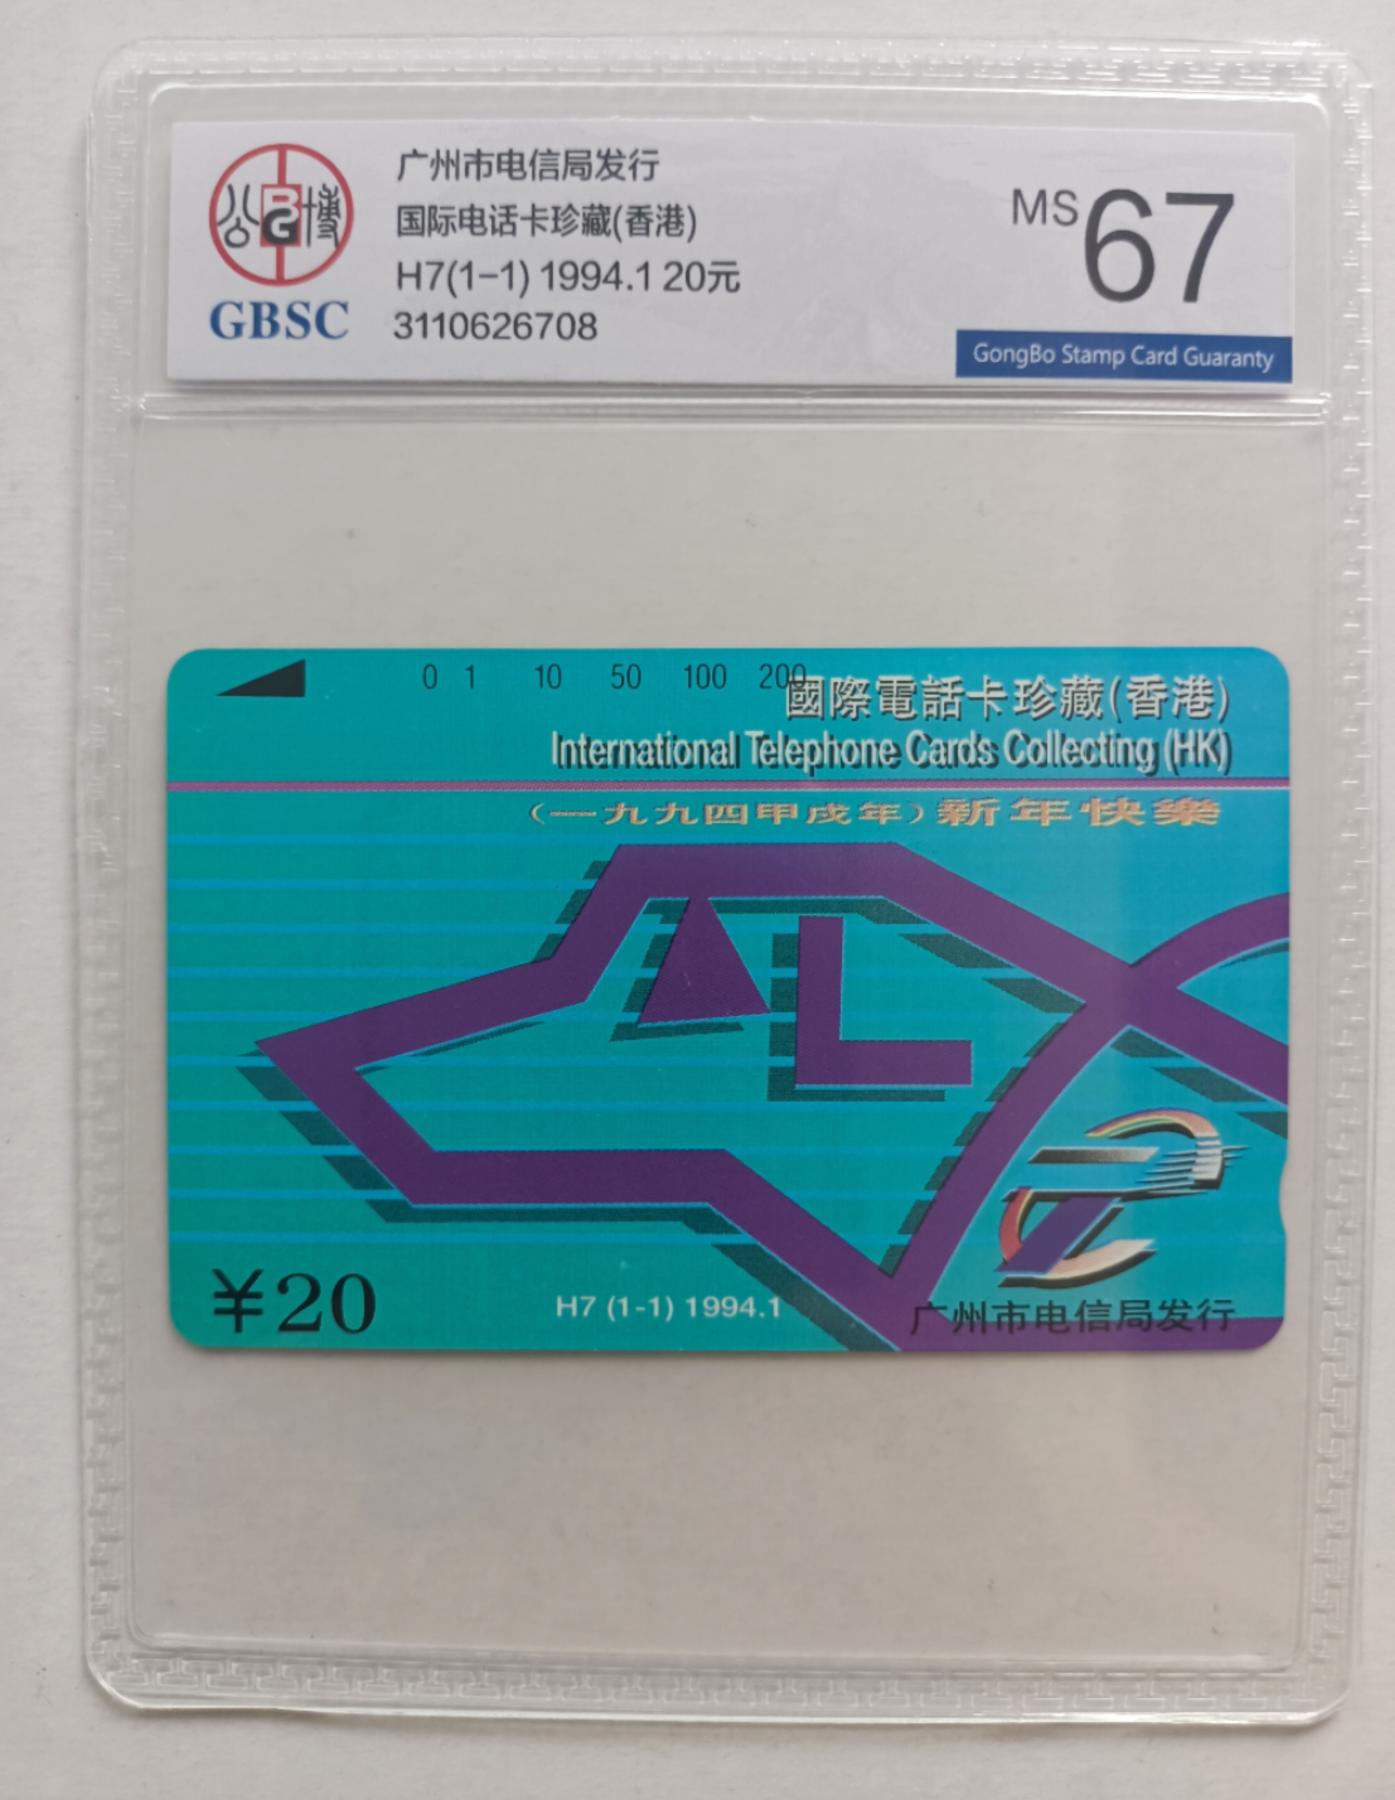 公博
BG
GBSC
广州市电信局发行
国际电话卡珍藏(香港)
H7(1-1) 1994.1 20元
3110626708
MS 67
GongBo Stamp Card Guaranty
0 1 10 50 100 200
國際電話卡珍藏(香港)
International Telephone Cards Collecting (HK)
(一九九四甲戌年)新年快樂
¥20
H7 (1-1) 1994.1
广州市电信局发行